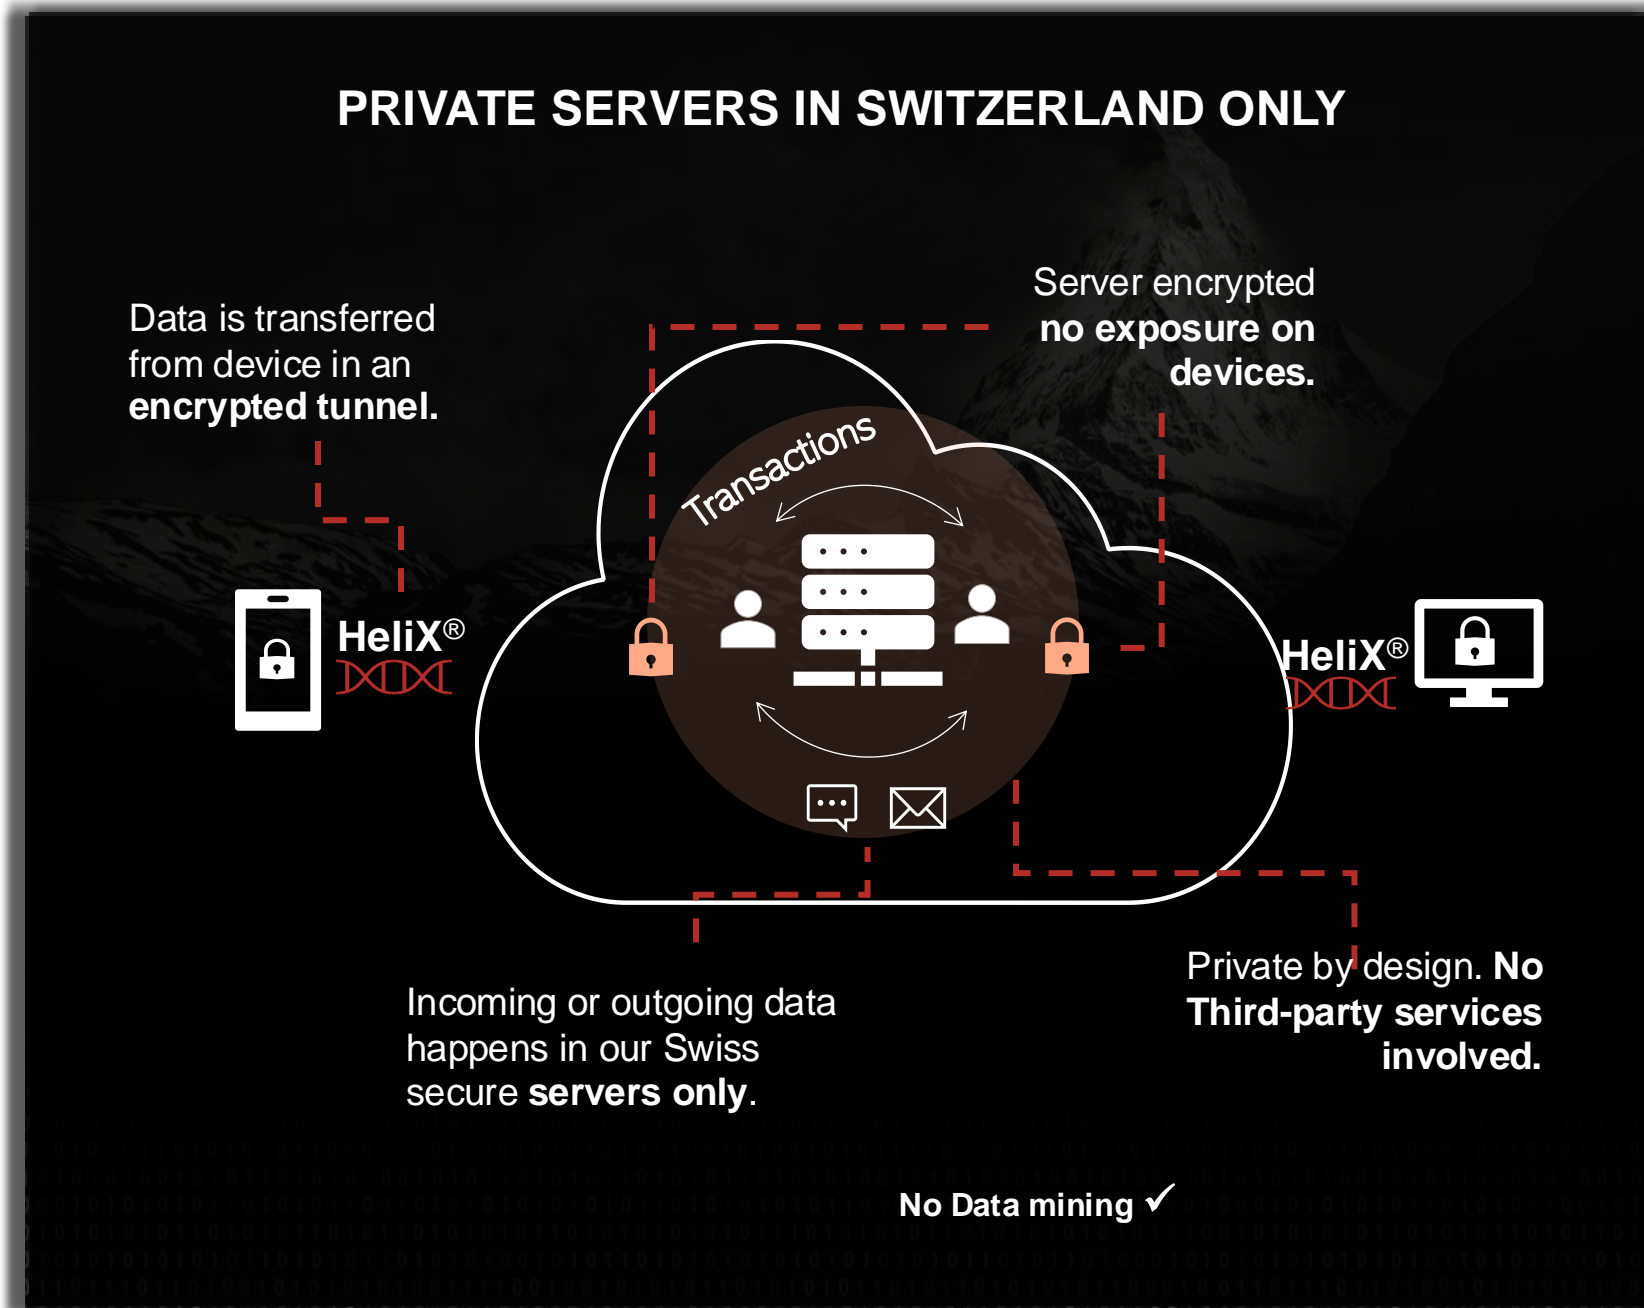 PRIVATE SERVERS IN SWITZERLAND ONLY
Data is transferred
from device in an
encrypted tunnel.
Server encrypted
no exposure on
devices.
Transactions
HeliX®
HeliX®
Incoming or outgoing data
happens in our Swiss
secure servers only.
Private by design. No
Third-party services
involved.
No Data mining ✓